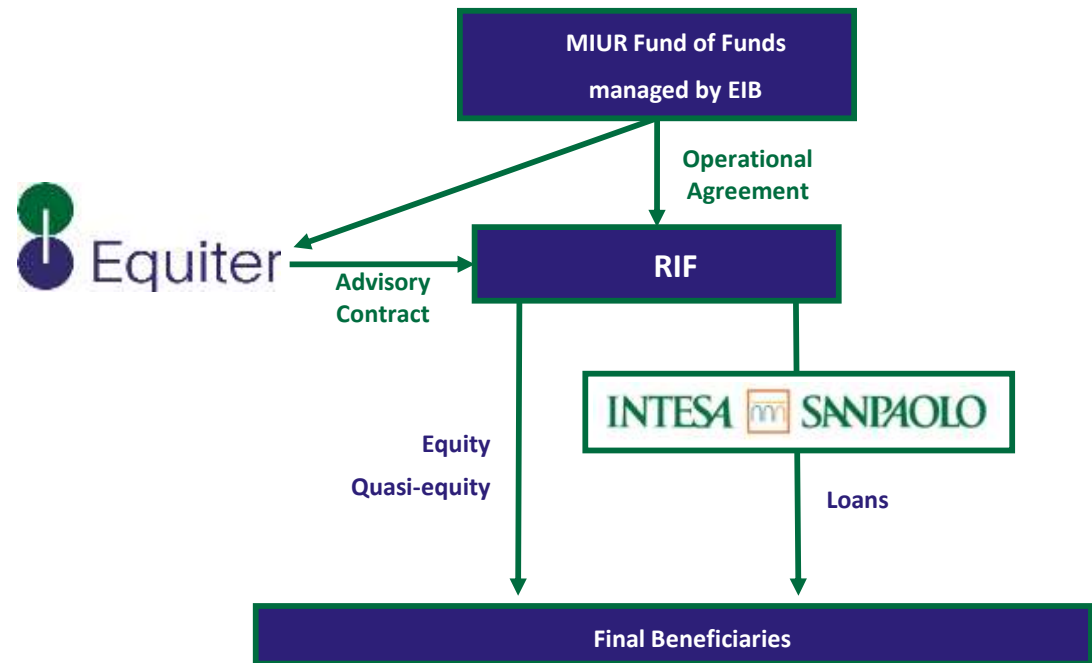 MIUR Fund of Funds
managed by EIB
Operational
Agreement
Equiter
RIF
Advisory
Contract
INTESA SANPAOLO
Equity
Quasi-equity
Loans
Final Beneficiaries